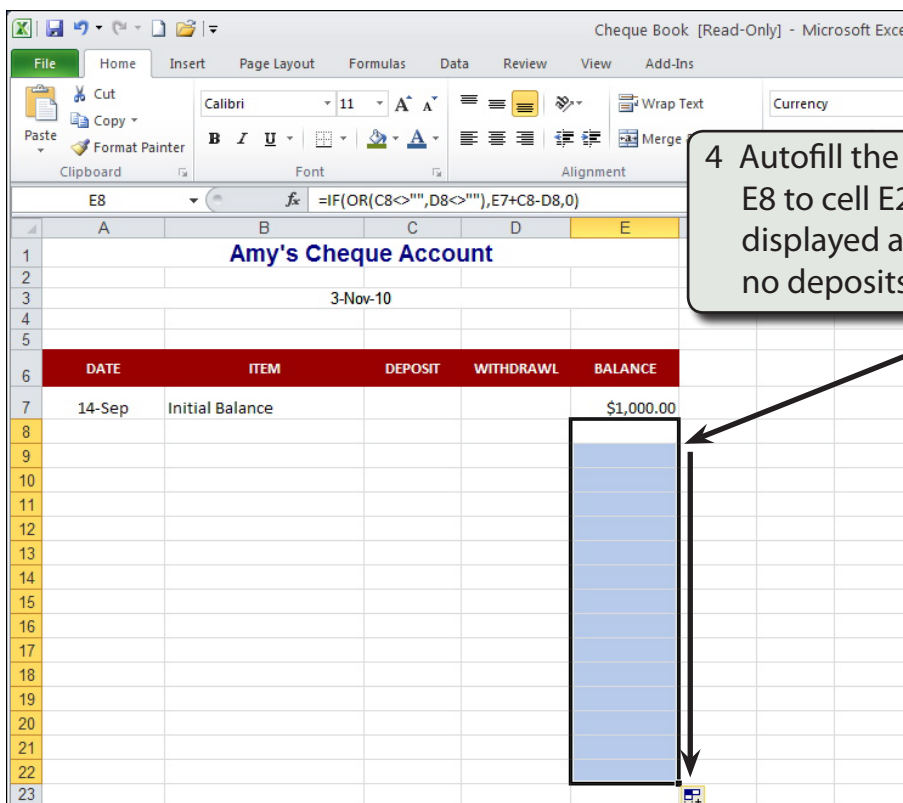 Cheque Book [Read-Only] - Microsoft Exce
File Home Insert Page Layout Formulas Data Review View Add-Ins
Cut
Copy
Format Painter
Paste
Calibri 11 A A
B I U A
Wrap Text
Merge
Currency
Clipboard Font Alignment
E8 fx =IF(OR(C8<>"",D8<>""),E7+C8-D8,0)
4 Autofill the
E8 to cell E2
displayed a
no deposits
A B C D E
1 Amy's Cheque Account
2
3 3-Nov-10
4
5
6 DATE ITEM DEPOSIT WITHDRAWL BALANCE
7 14-Sep Initial Balance $1,000.00
8
9
10
11
12
13
14
15
16
17
18
19
20
21
22
23